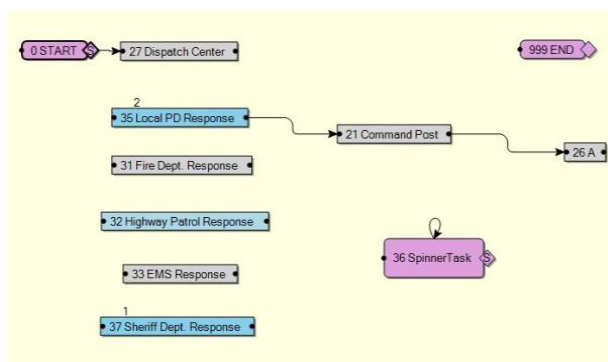 0 START S
27 Dispatch Center
999 END
2
35 Local PD Response
21 Command Post
26 A
31 Fire Dept. Response
32 Highway Patrol Response
36 SpinnerTask S
33 EMS Response
1
37 Sheriff Dept. Response